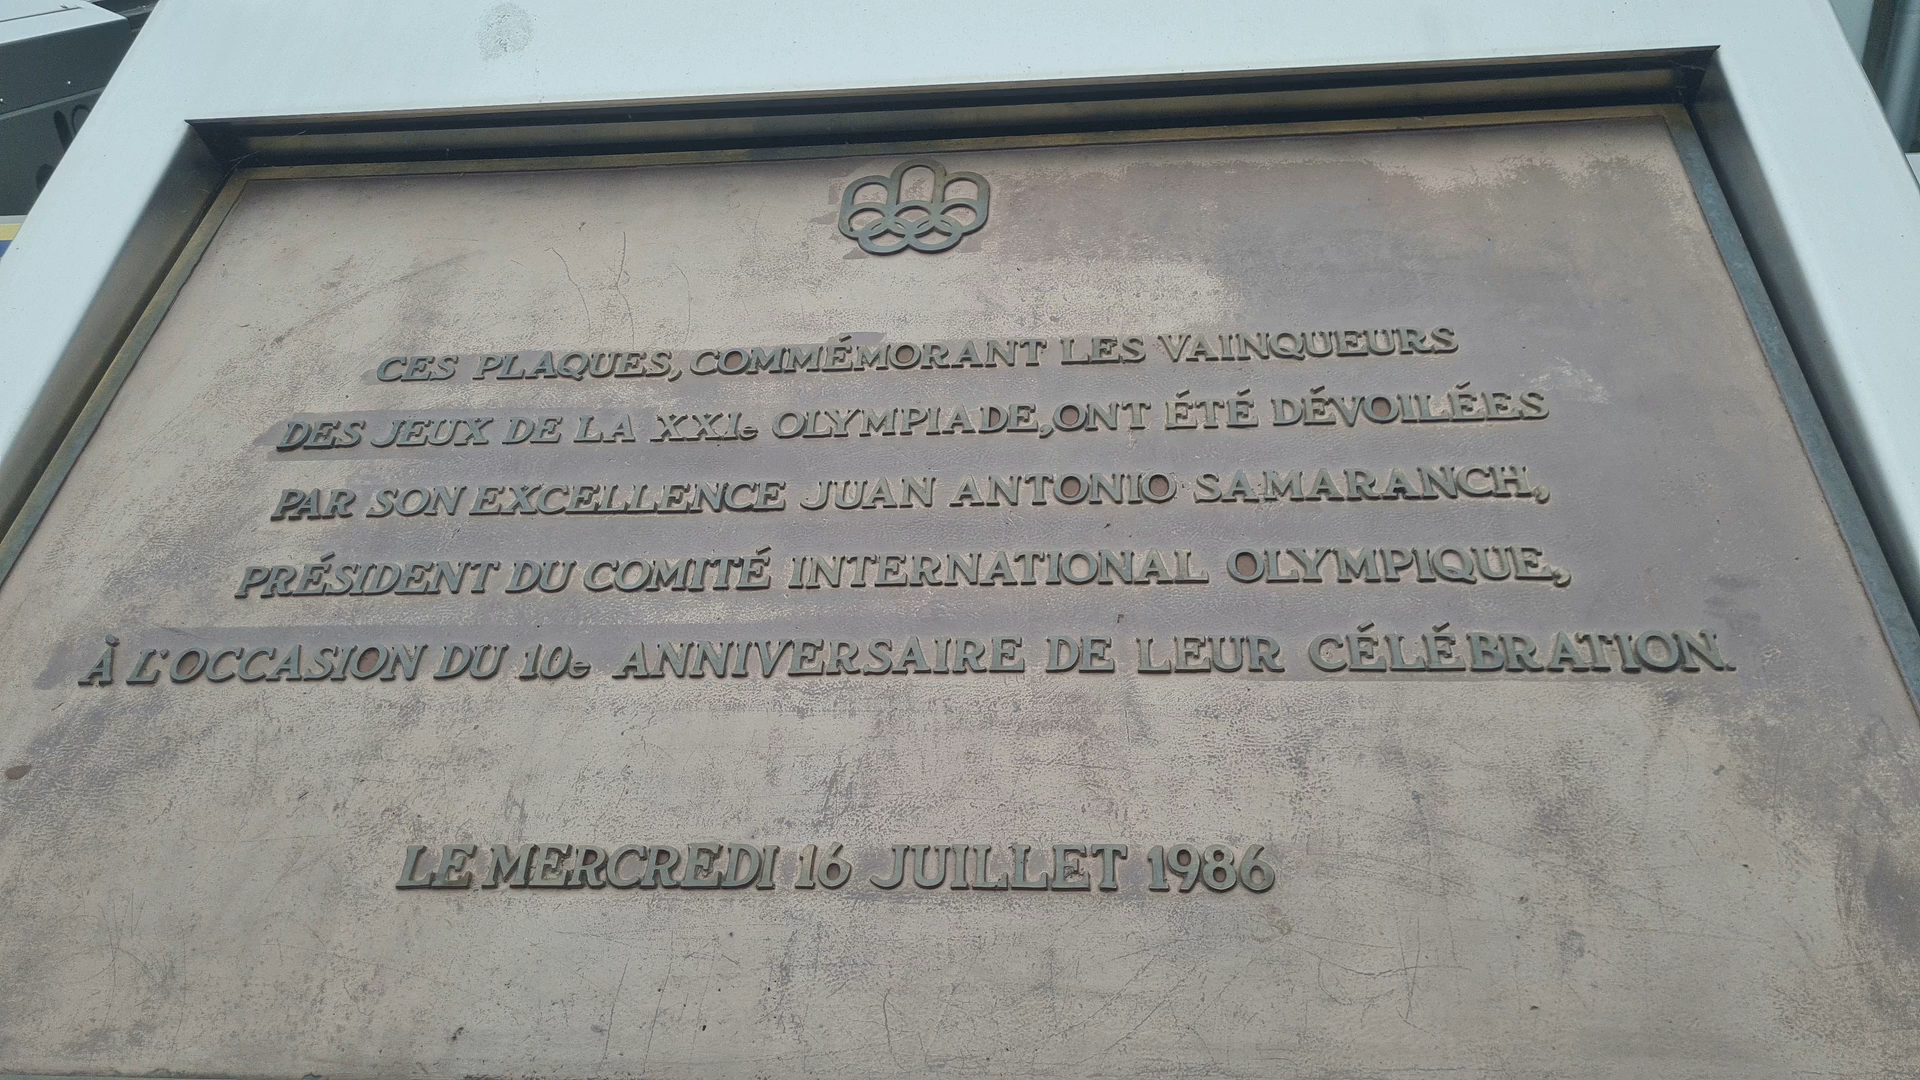 CES PLAQUES, COMMÉMORANT LES VAINQUEURS
DES JEUX DE LA XXIe OLYMPIADE, ONT ÉTÉ DÉVOILÉES
PAR SON EXCELLENCE JUAN ANTONIO SAMARANCH,
PRÉSIDENT DU COMITÉ INTERNATIONAL OLYMPIQUE,
À L'OCCASION DU 10e ANNIVERSAIRE DE LEUR CÉLÉBRATION.
LE MERCREDI 16 JUILLET 1986